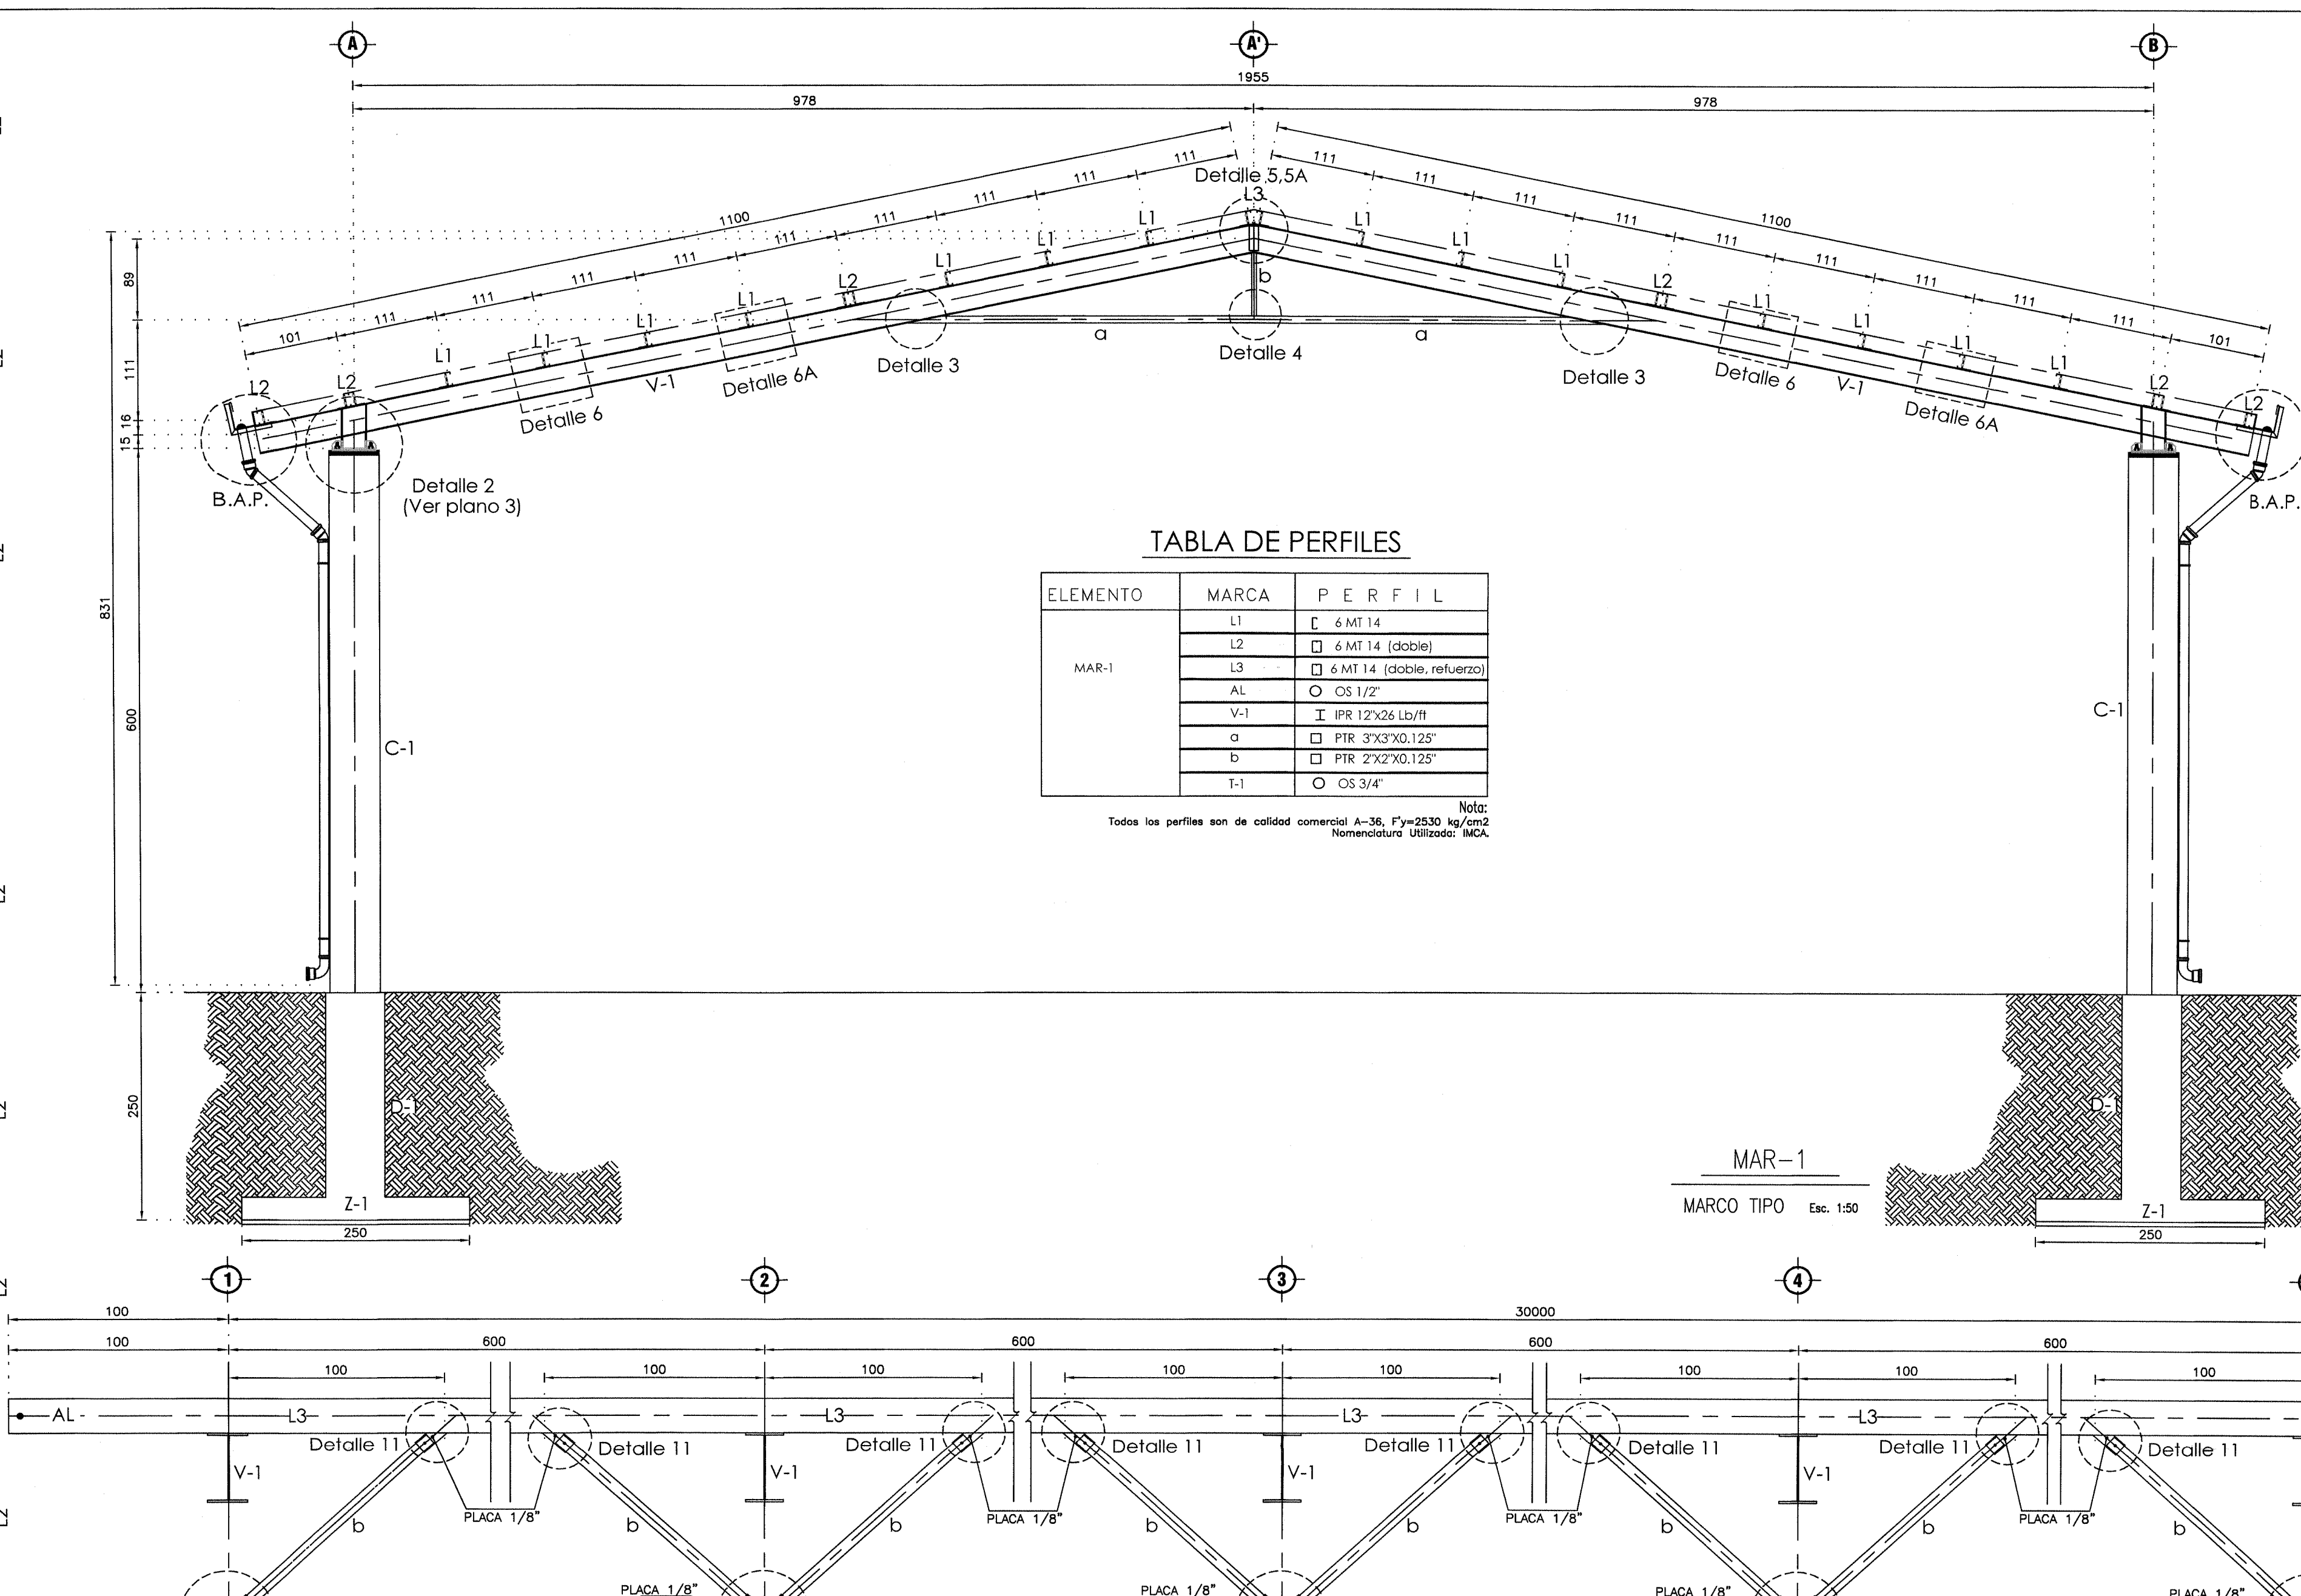 A A' B
1955
978 978
111 111
Detalle 5,5A
L3
111 111
111 111
1100 1100
L1 L1
111 111
L1 L1
111 111
L1 L1
111 111
L2 L2
111 111
L1 L1
111 111
L1 L1
111 111
L1 L1
101 101
L1 L1
L2 L2
L2 L2
b
a a
89
111
16
15
831
600
250
V-1 V-1
Detalle 3 Detalle 4 Detalle 3
Detalle 6A Detalle 6
Detalle 6 Detalle 6A
B.A.P. B.A.P.
Detalle 2
(Ver plano 3)
C-1 C-1
TABLA DE PERFILES
ELEMENTO MARCA PERFIL
MAR-1
L1 6 MT 14
L2 6 MT 14 (doble)
L3 6 MT 14 (doble, refuerzo)
AL OS 1/2"
V-1 IPR 12"x26 Lb/ft
a PTR 3"X3"X0.125"
b PTR 2"X2"X0.125"
T-1 OS 3/4"
Nota:
Todos los perfiles son de calidad comercial A-36, F'y=2530 kg/cm2
Nomenclatura Utilizada: IMCA.
D-1 D-1
Z-1 Z-1
250 250
MAR-1
MARCO TIPO Esc. 1:50
1 2 3 4
100 30000
100 600 600 600 600
100 100 100 100 100 100 100 100
AL L3 L3 L3 L3
Detalle 11 Detalle 11 Detalle 11 Detalle 11 Detalle 11 Detalle 11 Detalle 11 Detalle 11
V-1 V-1 V-1 V-1
PLACA 1/8" PLACA 1/8" PLACA 1/8" PLACA 1/8"
b b b b b b b b
PLACA 1/8" PLACA 1/8" PLACA 1/8" PLACA 1/8"
L2
L2
L2
L2
L2
L2